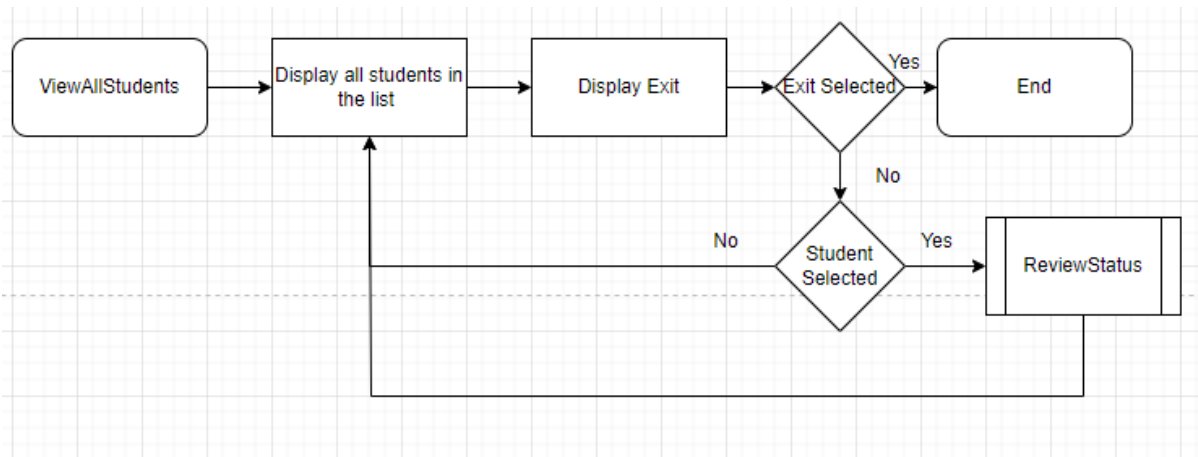 ViewAllStudents
Display all students in
the list
Display Exit
Exit Selected
Yes
End
No
No
Student
Selected
Yes
ReviewStatus